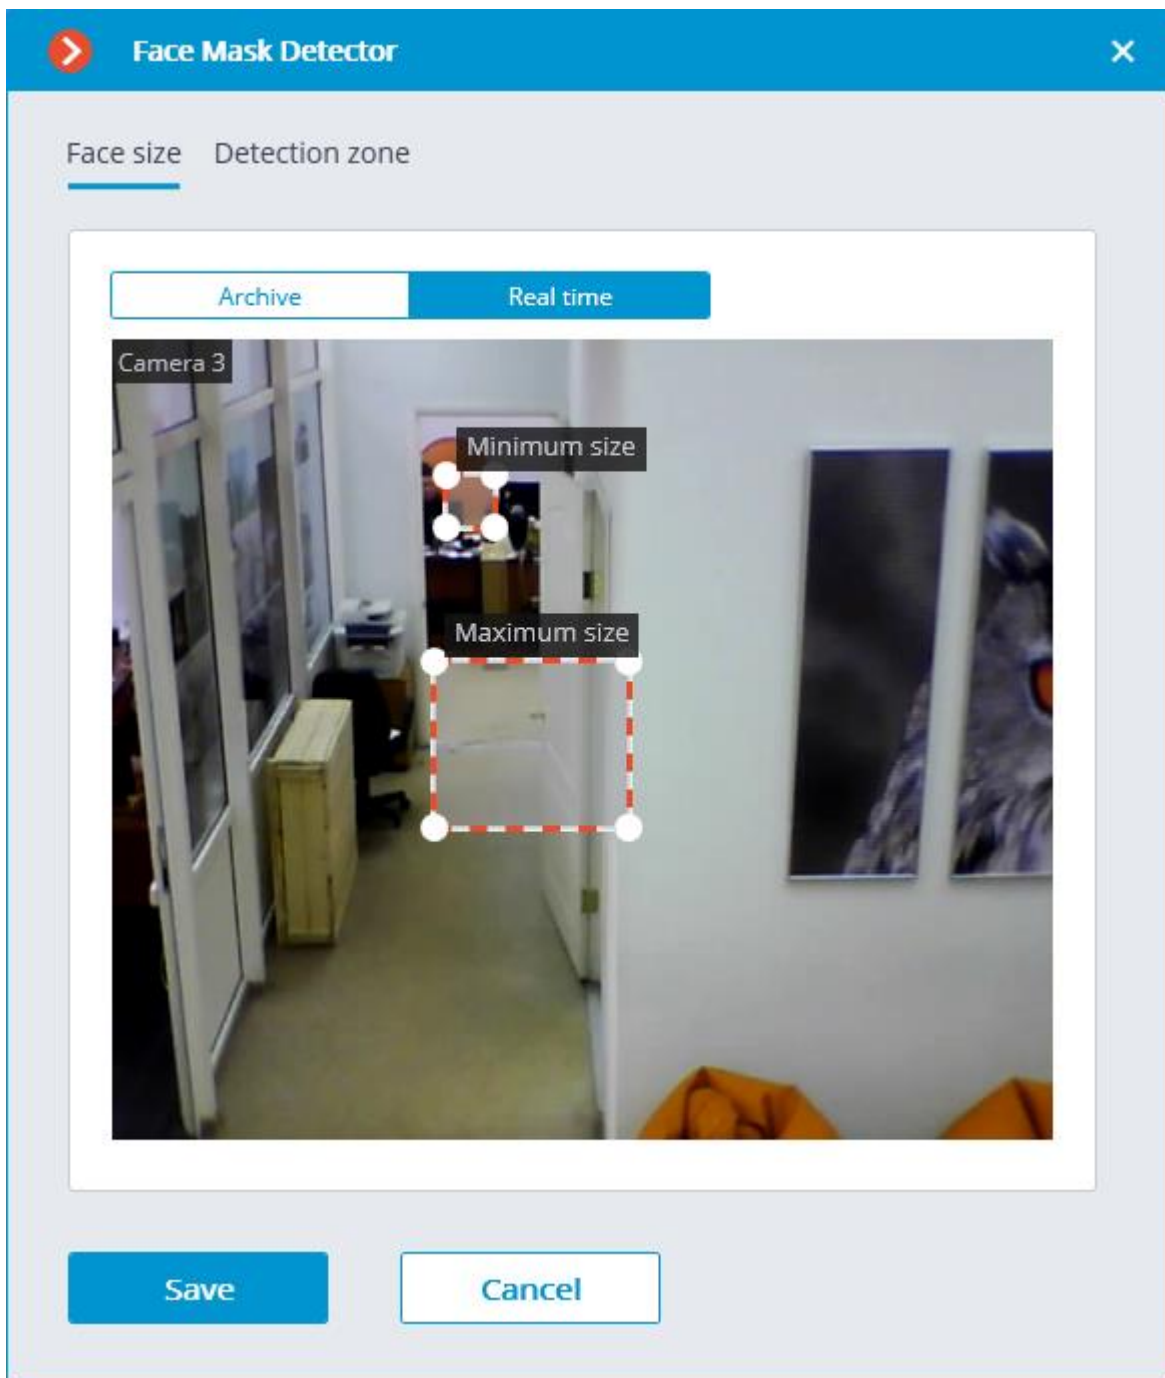 Face Mask Detector
Face size Detection zone
Archive Real time
Camera 3
Minimum size
Maximum size
Save Cancel